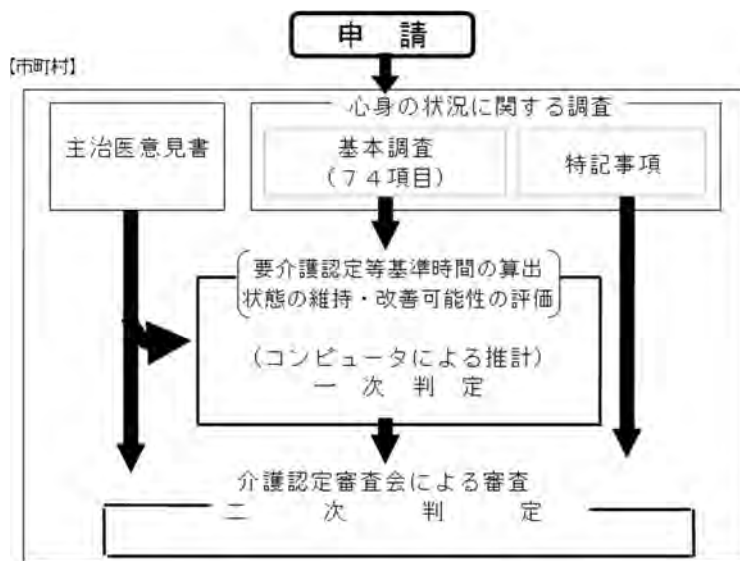 申 請
【市町村】
心身の状況に関する調査
主治医意見書
基本調査
(74項目)
特記事項
要介護認定等基準時間の算出
状態の維持・改善可能性の評価
(コンピュータによる推計)
一 次 判 定
介護認定審査会による審査
二 次 判 定